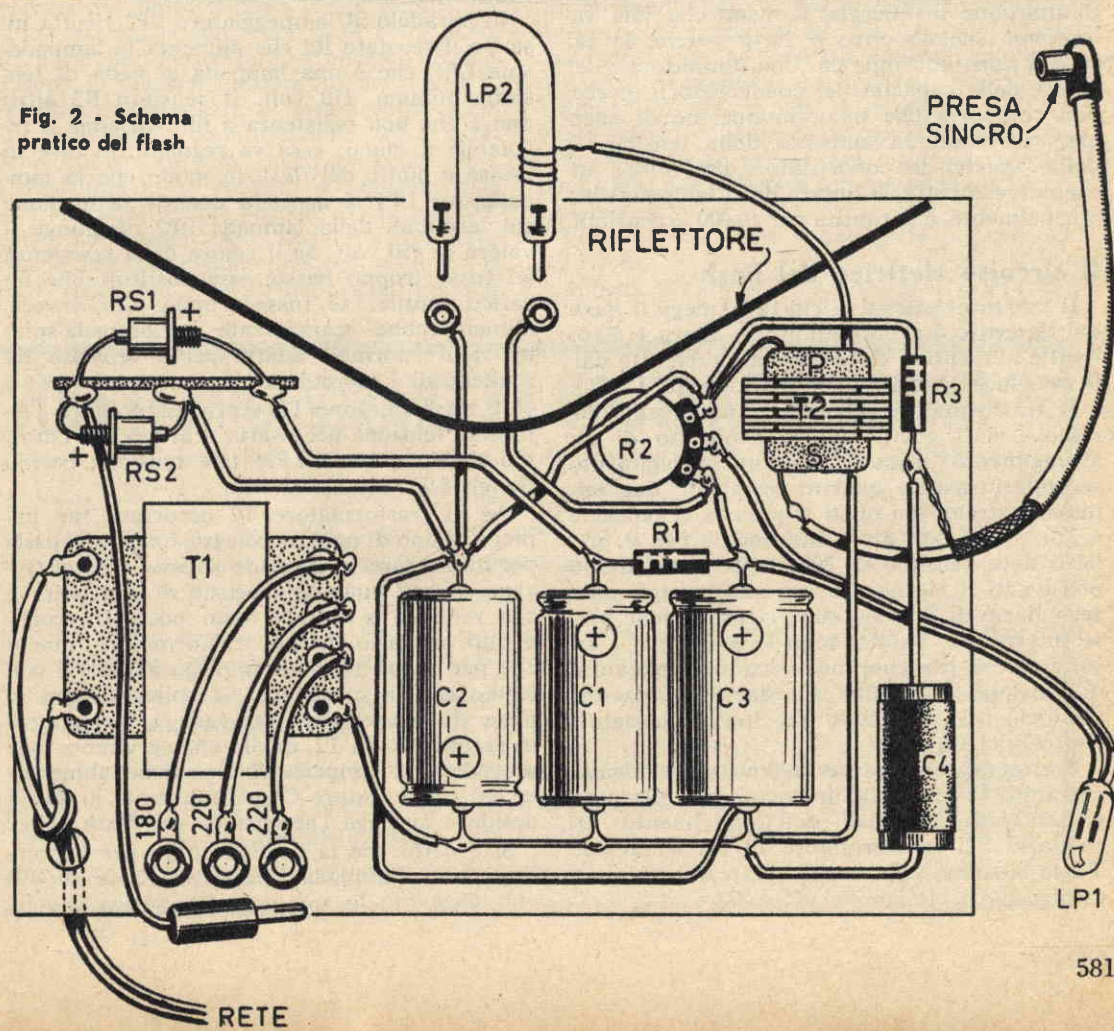 Fig. 2 - Schema
pratico del flash
LP2
PRESA
SINCRO.
RIFLETTORE
RS1
+
RS2
+
P
T2
S
R3
R2
R1
T1
C2
+
C1
+
C3
+
C4
180
220
220
LP1
RETE
581